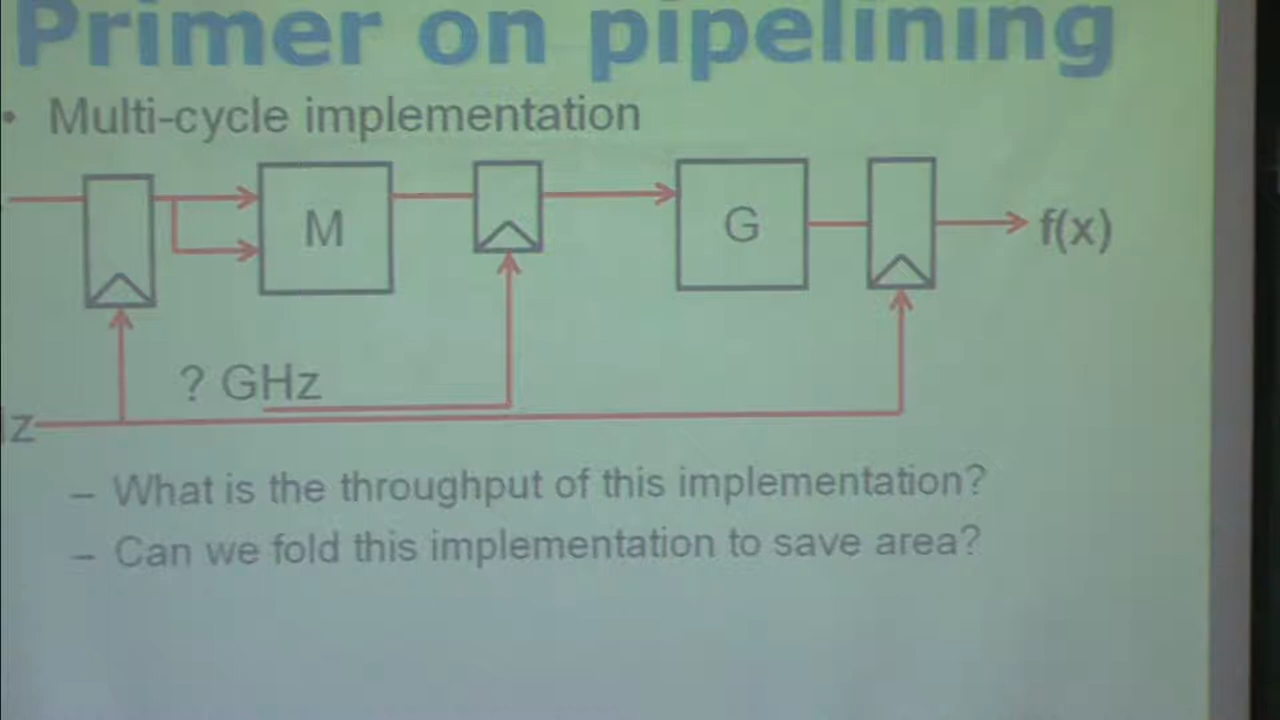 Primer on pipelining
• Multi-cycle implementation
M
G
f(x)
? GHz
z
– What is the throughput of this implementation?
– Can we fold this implementation to save area?